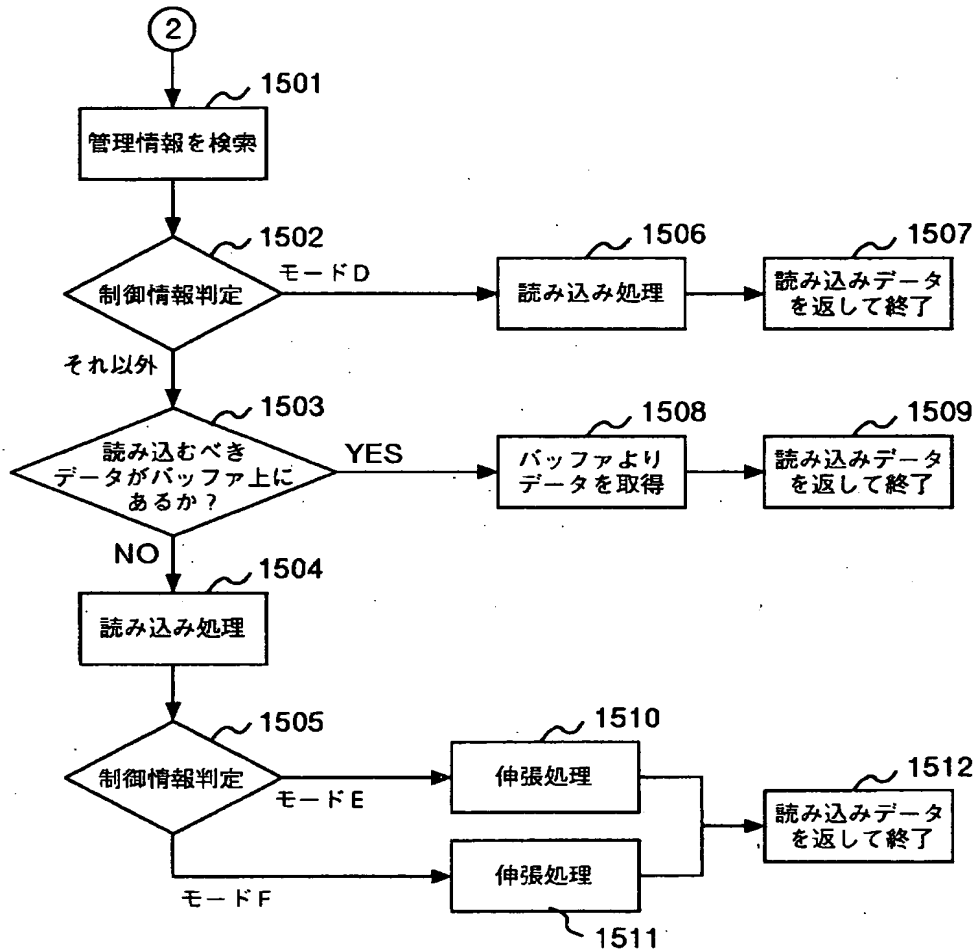 2
1501
管理情報を検索
1502
制御情報判定
モードD
1506
読み込み処理
1507
読み込みデータ
を返して終了
それ以外
1503
読み込むべき
データがバッファ上に
あるか?
YES
1508
バッファより
データを取得
1509
読み込みデータ
を返して終了
NO
1504
読み込み処理
1505
制御情報判定
モードE
1510
伸張処理
モードF
伸張処理
1511
1512
読み込みデータ
を返して終了